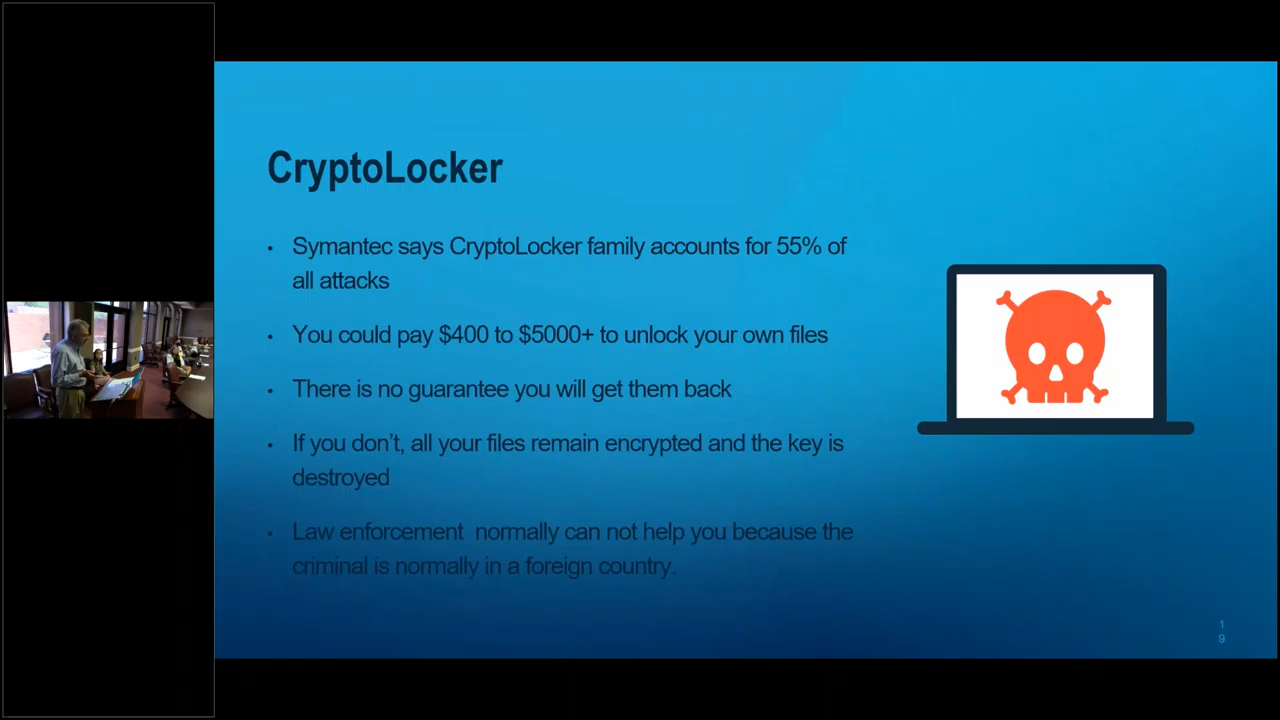 CryptoLocker
• Symantec says CryptoLocker family accounts for 55% of
all attacks
• You could pay $400 to $5000+ to unlock your own files
• There is no guarantee you will get them back
• If you don’t, all your files remain encrypted and the key is
destroyed
• Law enforcement  normally can not help you because the
criminal is normally in a foreign country.
1
9